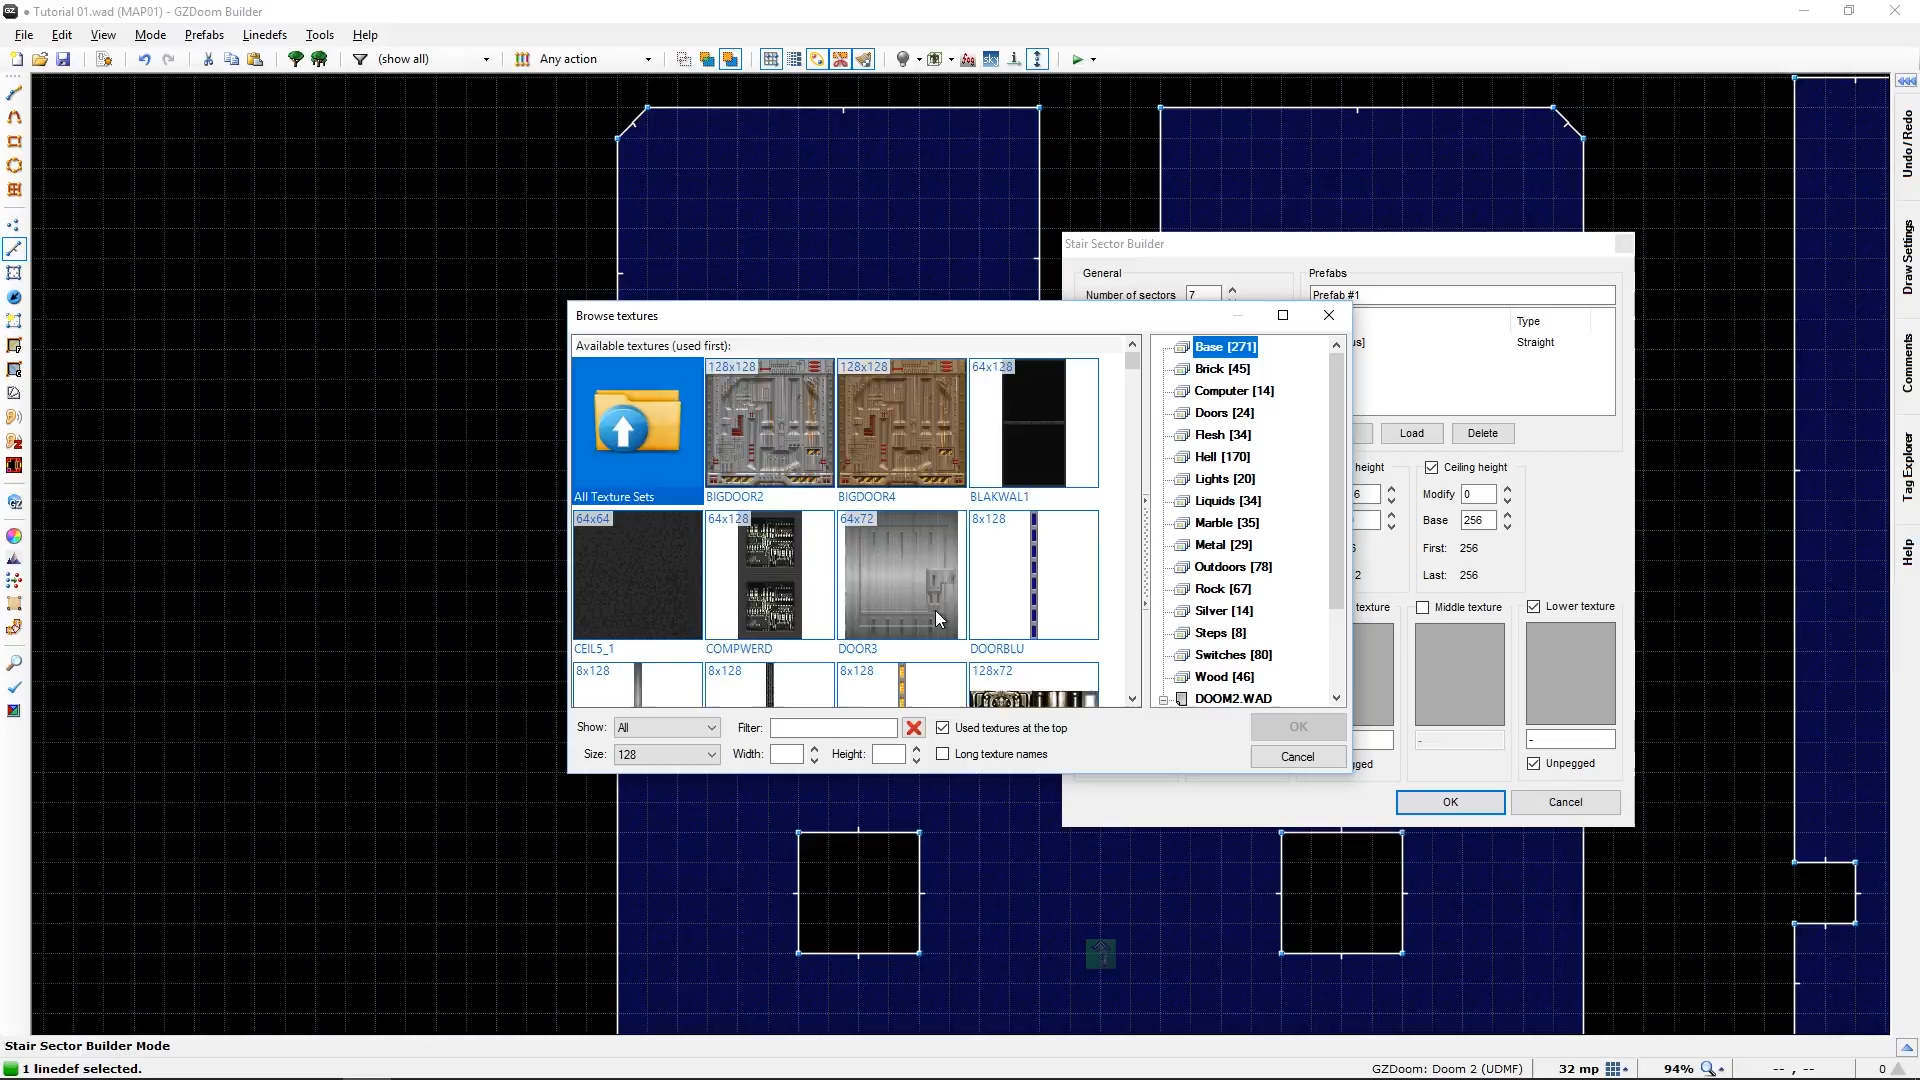 Tutorial 01.wad (MAP01) - GZDoom Builder
File Edit View Mode Prefabs Linedefs Tools Help
(show all) Any action
Undo / Redo
Draw Settings
Comments
Tag Explorer
Help
Stair Sector Builder
General Prefabs
Number of sectors 7 Prefab #1
Type
Straight
Load Delete
height Ceiling height
Modify 0
Base 256
First: 256
Last: 256
Middle texture Lower texture
-
-
Unpegged
OK Cancel
Browse textures
Available textures (used first):
All Texture Sets
128x128
BIGDOOR2
128x128
BIGDOOR4
64x128
BLAKWAL1
64x64
CEIL5_1
64x128
COMPWERD
64x72
DOOR3
8x128
DOORBLU
8x128 8x128 8x128 128x72
Base [271]
Brick [45]
Computer [14]
Doors [24]
Flesh [34]
Hell [170]
Lights [20]
Liquids [34]
Marble [35]
Metal [29]
Outdoors [78]
Rock [67]
Silver [14]
Steps [8]
Switches [80]
Wood [46]
DOOM2.WAD
Show: All Filter: Used textures at the top OK
Size: 128 Width: Height: Long texture names Cancel
Stair Sector Builder Mode
1 linedef selected.
GZDoom: Doom 2 (UDMF) 32 mp 94% -- , -- 0